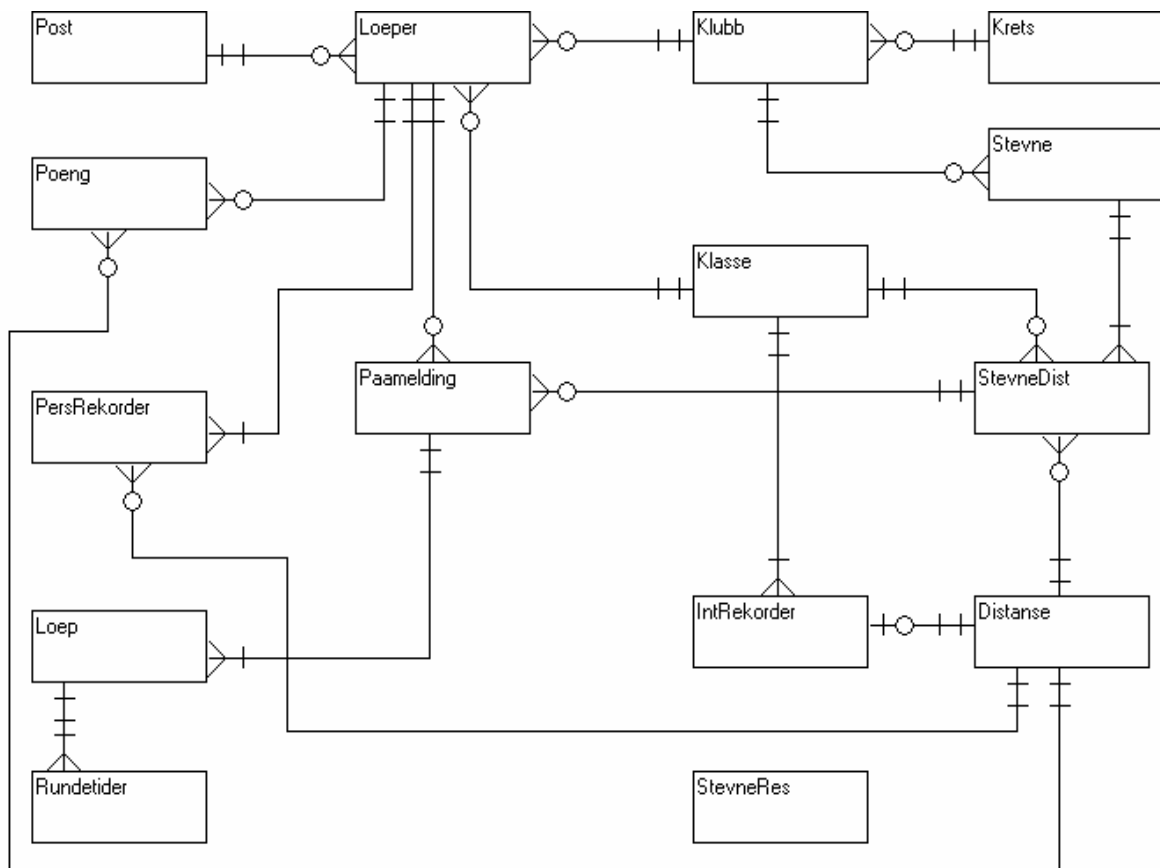 Post
Loeper
Klubb
Krets
Stevne
Poeng
Klasse
Paamelding
StevneDist
PersRekorder
Loep
IntRekorder
Distanse
Rundetider
StevneRes